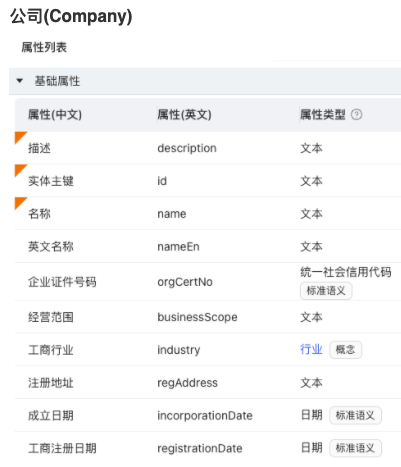 公司(Company)
属性列表
基础属性
属性(中文) 属性(英文) 属性类型
描述 description 文本
实体主键 id 文本
名称 name 文本
英文名称 nameEn 文本
企业证件号码 orgCertNo 统一社会信用代码
标准语义
经营范围 businessScope 文本
工商行业 industry 行业 概念
注册地址 regAddress 文本
成立日期 incorporationDate 日期 标准语义
工商注册日期 registrationDate 日期 标准语义